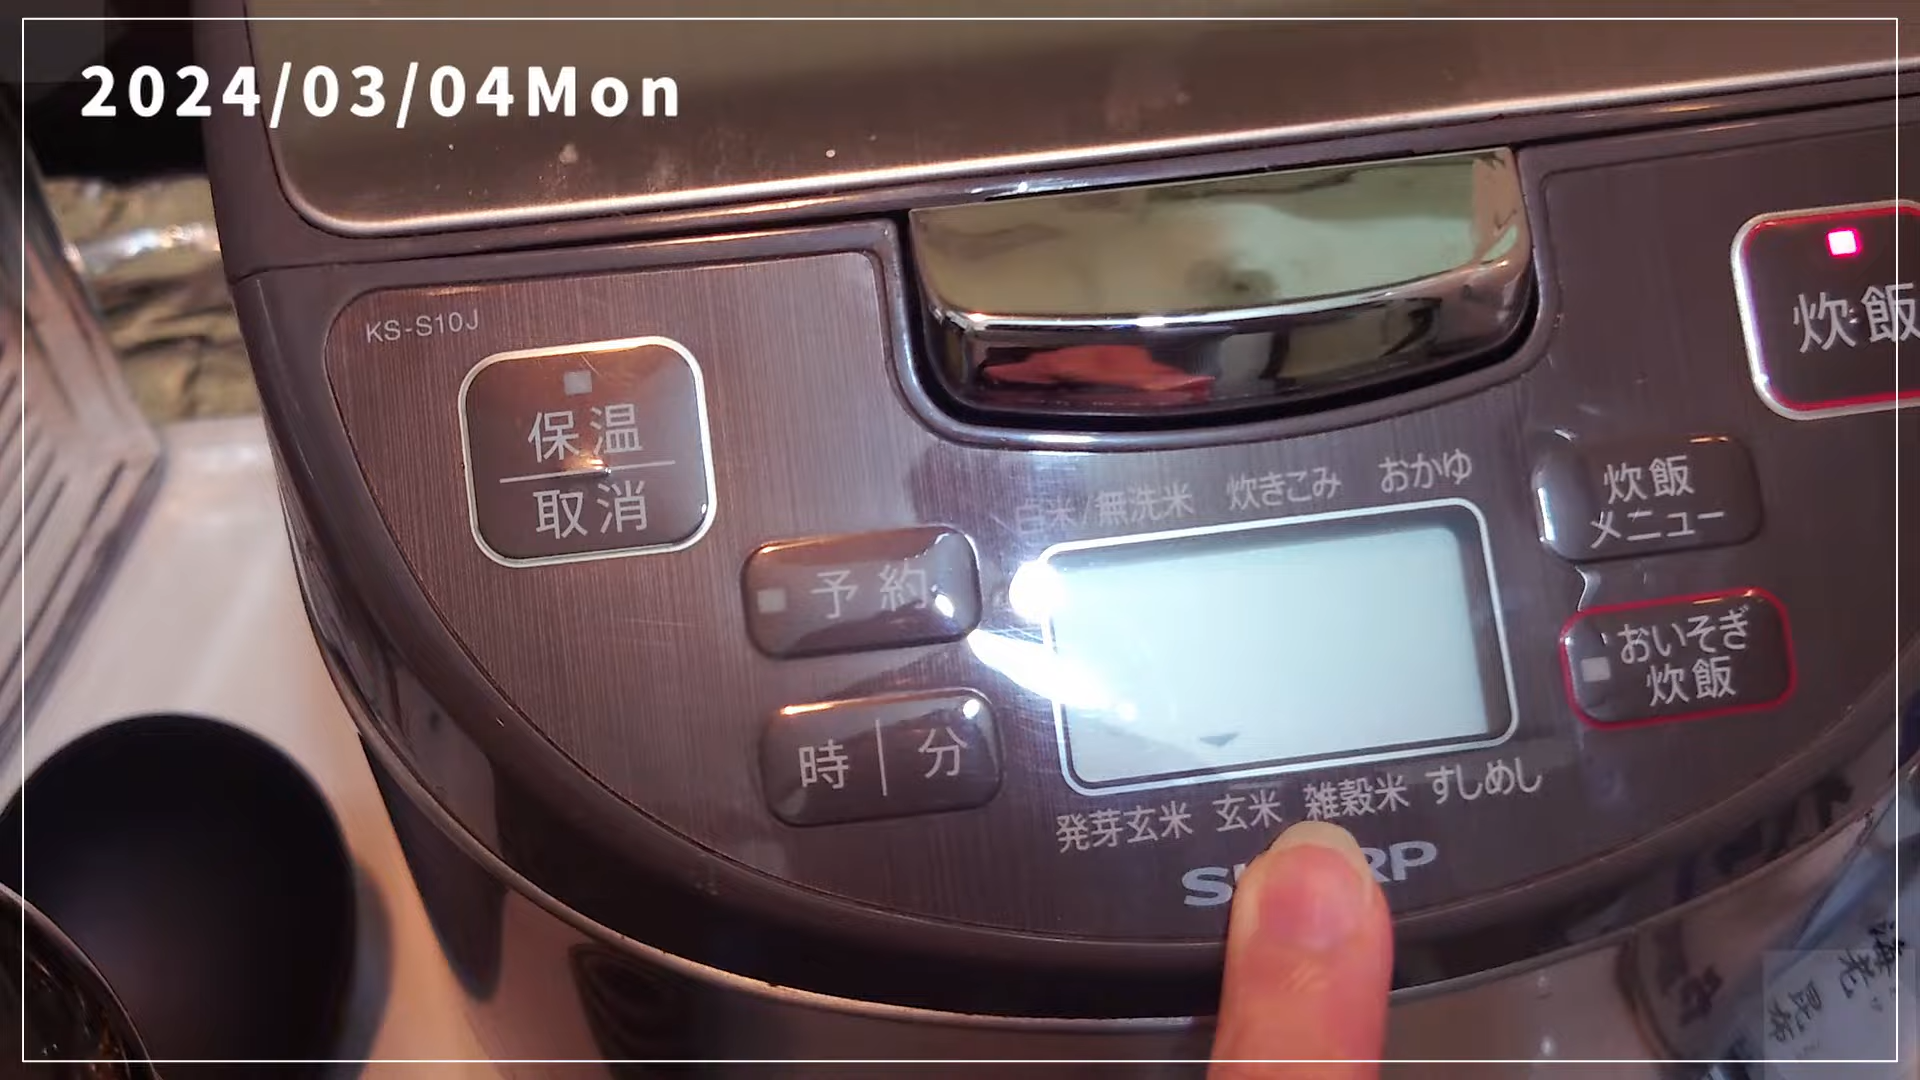 2024/03/04Mon
KS-S10J
炊飯
保温
取消
白米/無洗米 炊きこみ おかゆ
炊飯
メニュー
予約
おいそぎ
炊飯
時|分
発芽玄米 玄米 雑穀米 すしめし
SHARP